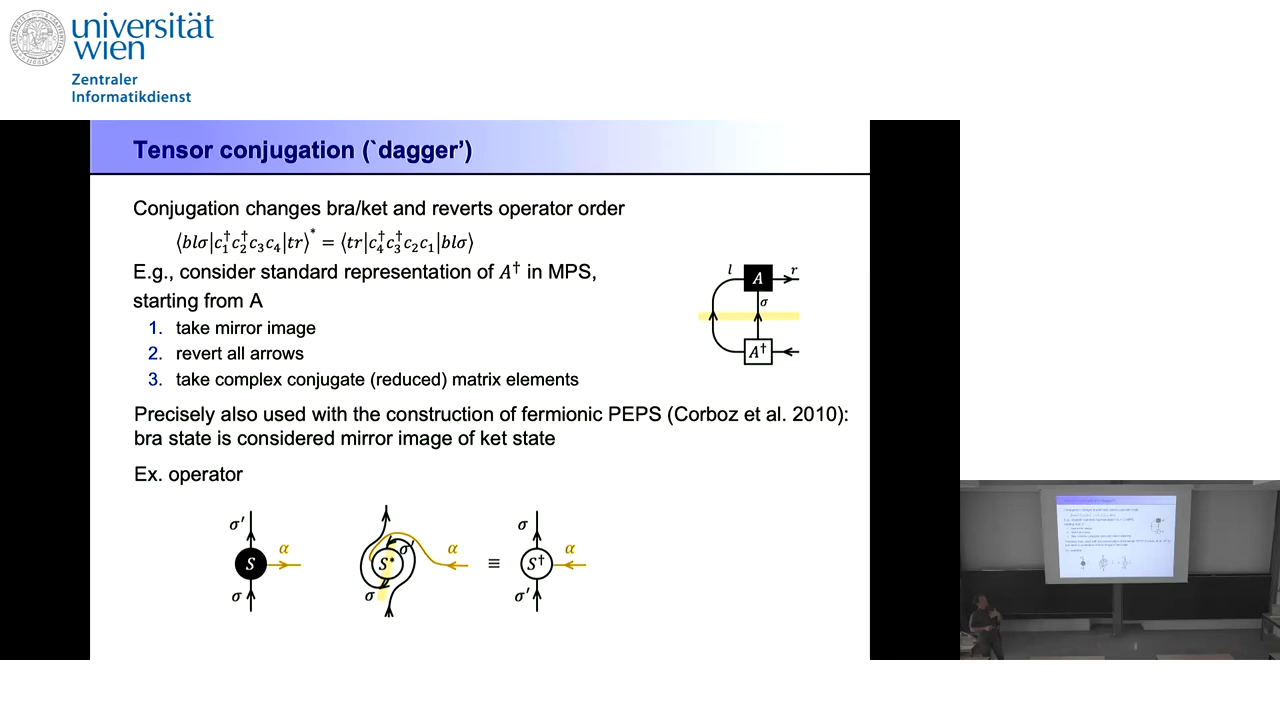 universität
wien
Zentraler
Informatikdienst
Tensor conjugation (`dagger')
Conjugation changes bra/ket and reverts operator order
⟨blσ|c₁†c₂†c₃c₄|tr⟩* = ⟨tr|c₄†c₃†c₂c₁|blσ⟩
E.g., consider standard representation of A† in MPS,
starting from A
1. take mirror image
2. revert all arrows
3. take complex conjugate (reduced) matrix elements
l A r
σ
A†
Precisely also used with the construction of fermionic PEPS (Corboz et al. 2010):
bra state is considered mirror image of ket state
Ex. operator
σ' σ
α σ' α α
S S* ≡ S†
σ σ σ'